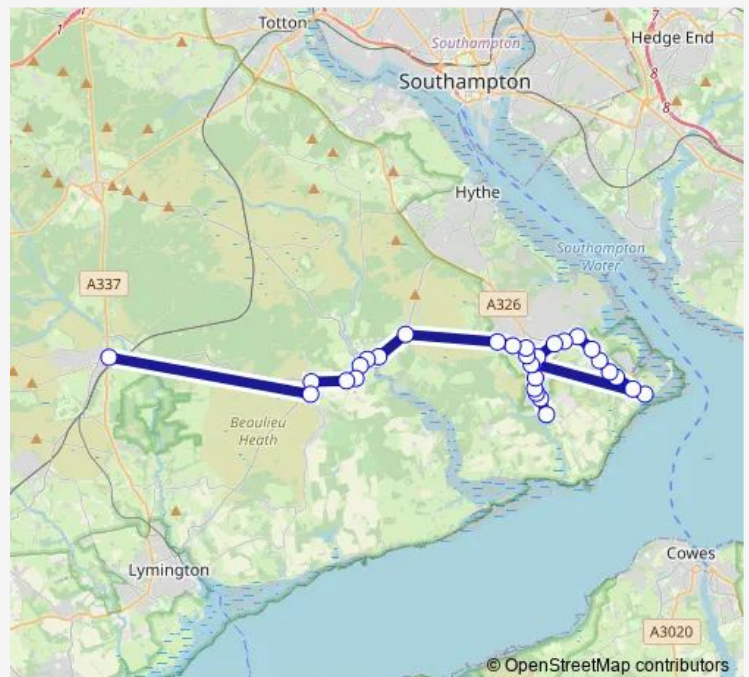 Totton
Southampton
Hedge End
Southampton
Hythe
Southampton
Water
A337
A326
Beaulieu
Heath
Lymington
Cowes
A3020
© OpenStreetMap contributors